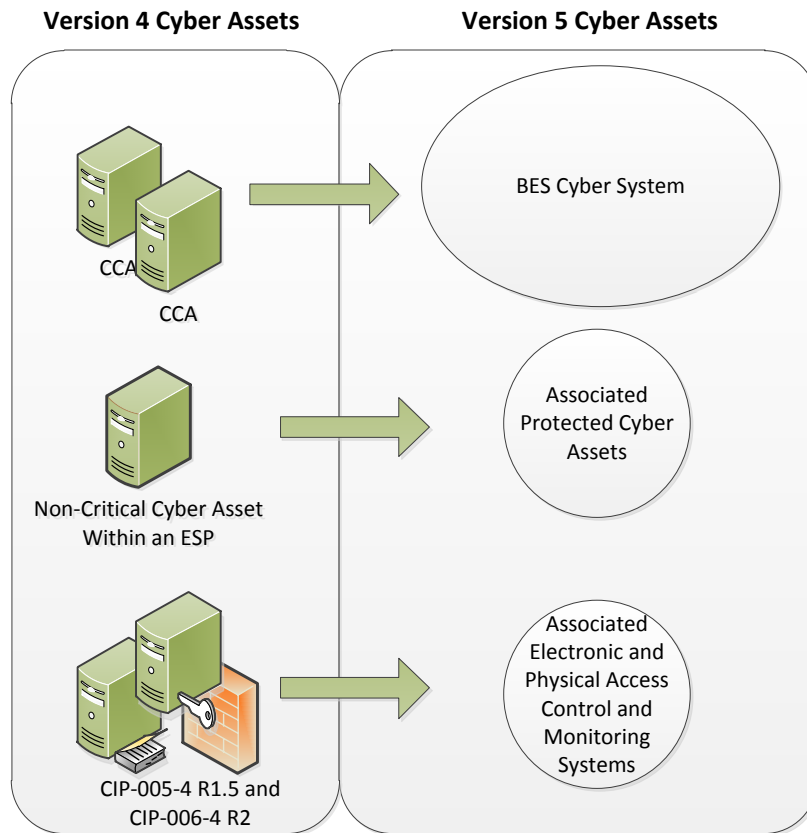 Version 4 Cyber Assets
Version 5 Cyber Assets
CCA
CCA
BES Cyber System
Non-Critical Cyber Asset
Within an ESP
Associated
Protected Cyber
Assets
CIP-005-4 R1.5 and
CIP-006-4 R2
Associated
Electronic and
Physical Access
Control and
Monitoring
Systems